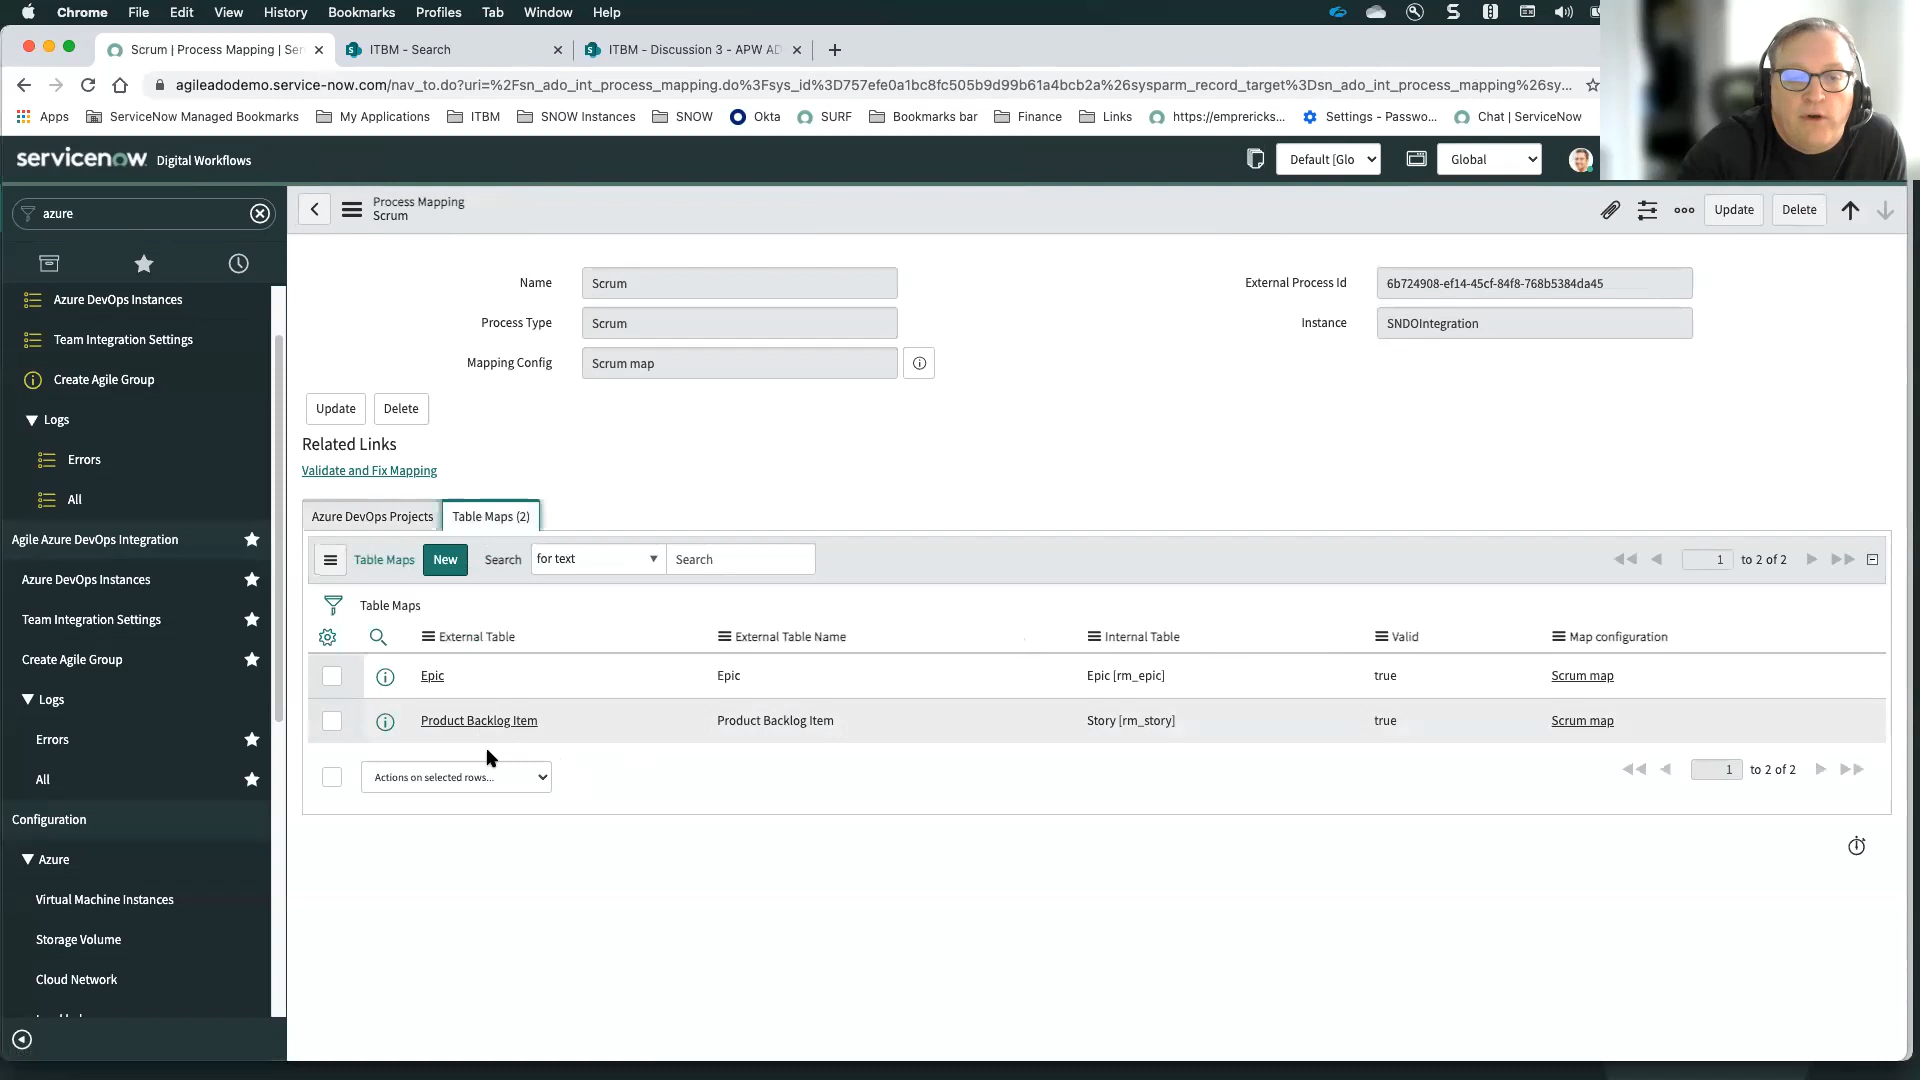 Chrome File Edit View History Bookmarks Profiles Tab Window Help
Scrum | Process Mapping | Ser
ITBM - Search
ITBM - Discussion 3 - APW AD
agileadodemo.service-now.com/nav_to.do?uri=%2Fsn_ado_int_process_mapping.do%3Fsys_id%3D757efe0a1bc8fc505b9d99b61a4bcb2a%26sysparm_record_target%3Dsn_ado_int_process_mapping%26sy...
Apps ServiceNow Managed Bookmarks My Applications ITBM SNOW Instances SNOW Okta SURF Bookmarks bar Finance Links https://emprericks... Settings - Passwo... Chat | ServiceNow
servicenow Digital Workflows
Default [Glo
Global
azure
Process Mapping
Scrum
Update Delete
Azure DevOps Instances
Team Integration Settings
Create Agile Group
Logs
Errors
All
Agile Azure DevOps Integration
Azure DevOps Instances
Team Integration Settings
Create Agile Group
Logs
Errors
All
Configuration
Azure
Virtual Machine Instances
Storage Volume
Cloud Network
Name Scrum
External Process Id 6b724908-ef14-45cf-84f8-768b5384da45
Process Type Scrum
Instance SNDOIntegration
Mapping Config Scrum map
Update Delete
Related Links
Validate and Fix Mapping
Azure DevOps Projects Table Maps (2)
Table Maps New Search for text Search 1 to 2 of 2
Table Maps
External Table External Table Name Internal Table Valid Map configuration
Epic Epic Epic [rm_epic] true Scrum map
Product Backlog Item Product Backlog Item Story [rm_story] true Scrum map
Actions on selected rows... 1 to 2 of 2